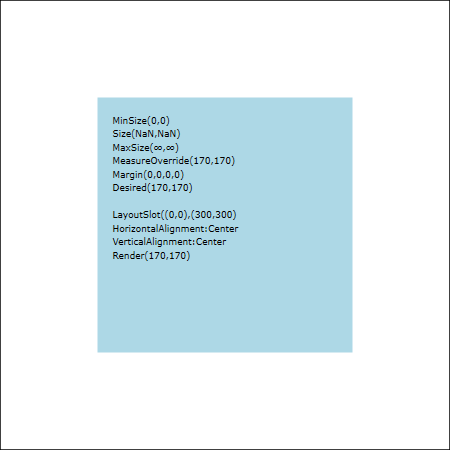 MinSize(0,0)
Size(NaN,NaN)
MaxSize(∞,∞)
MeasureOverride(170,170)
Margin(0,0,0,0)
Desired(170,170)
LayoutSlot((0,0),(300,300)
HorizontalAlignment:Center
VerticalAlignment:Center
Render(170,170)